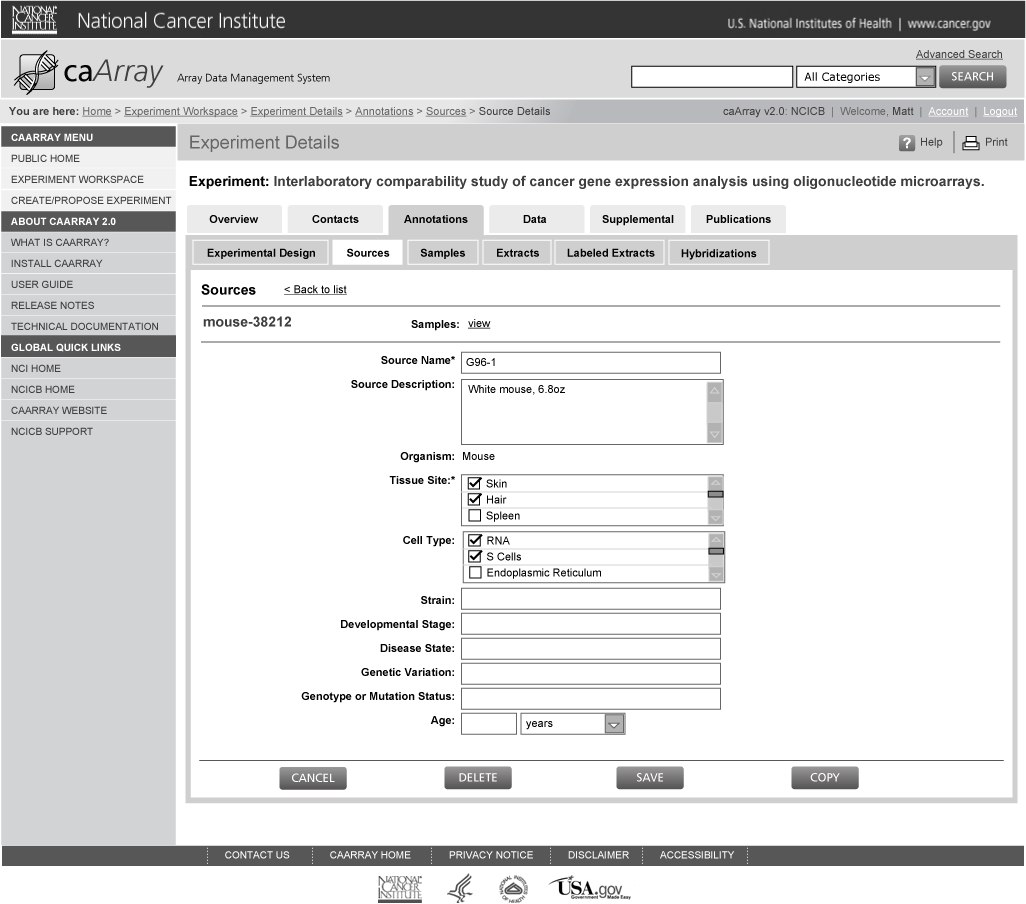 NATIONAL
CANCER
INSTITUTE
National Cancer Institute
U.S. National Institutes of Health | www.cancer.gov
caArray Array Data Management System
Advanced Search
All Categories SEARCH
You are here: Home > Experiment Workspace > Experiment Details > Annotations > Sources > Source Details
caArray v2.0: NCICB | Welcome, Matt | Account | Logout
CAARRAY MENU
PUBLIC HOME
EXPERIMENT WORKSPACE
CREATE/PROPOSE EXPERIMENT
ABOUT CAARRAY 2.0
WHAT IS CAARRAY?
INSTALL CAARRAY
USER GUIDE
RELEASE NOTES
TECHNICAL DOCUMENTATION
GLOBAL QUICK LINKS
NCI HOME
NCICB HOME
CAARRAY WEBSITE
NCICB SUPPORT
Experiment Details
? Help Print
Experiment: Interlaboratory comparability study of cancer gene expression analysis using oligonucleotide microarrays.
Overview Contacts Annotations Data Supplemental Publications
Experimental Design Sources Samples Extracts Labeled Extracts Hybridizations
Sources < Back to list
mouse-38212 Samples: view
Source Name* G96-1
Source Description: White mouse, 6.8oz
Organism: Mouse
Tissue Site:* Skin
Hair
Spleen
Cell Type: RNA
S Cells
Endoplasmic Reticulum
Strain:
Developmental Stage:
Disease State:
Genetic Variation:
Genotype or Mutation Status:
Age: years
CANCEL DELETE SAVE COPY
CONTACT US CAARRAY HOME PRIVACY NOTICE DISCLAIMER ACCESSIBILITY
NATIONAL
CANCER
INSTITUTE
USA.gov
Government Made Easy